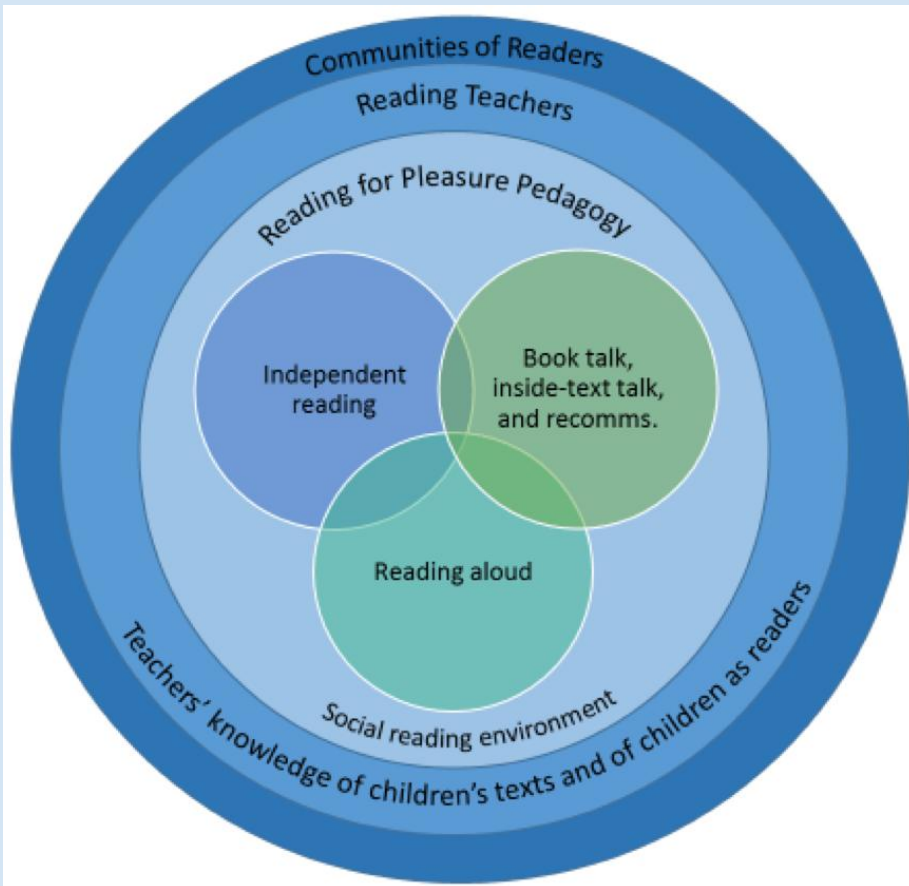 Communities of Readers
Reading Teachers
Reading for Pleasure Pedagogy
Independent
reading
Book talk,
inside-text talk,
and recomms.
Reading aloud
Social reading environment
Teachers’ knowledge of children’s texts and of children as readers